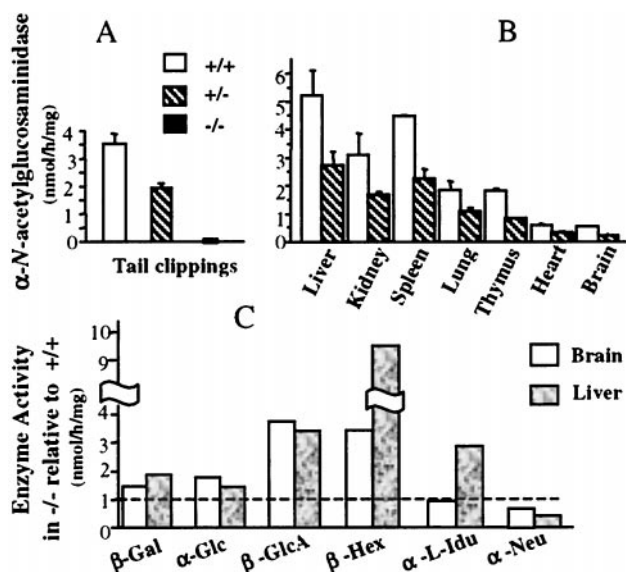 A
B
+/+
+/-
-/-
α-N-acetylglucosaminidase
(nmol/h/mg)
4
3
2
1
0
Tail clippings
6
5
4
3
2
1
0
Liver
Kidney
Spleen
Lung
Thymus
Heart
Brain
C
Enzyme Activity
in -/- relative to +/+
(nmol/h/mg)
10
9
4
3
2
1
0
Brain
Liver
β-Gal
α-Glc
β-GlcA
β-Hex
α-L-Idu
α-Neu